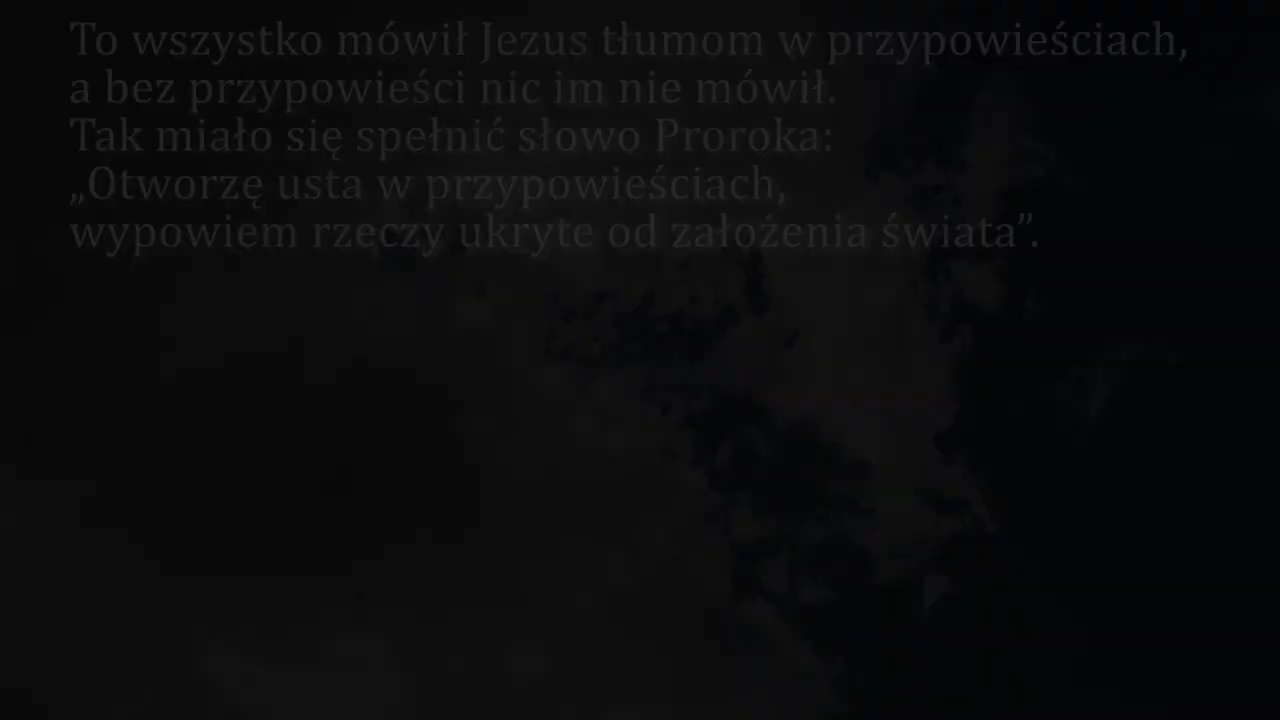 To wszystko mówił Jezus tłumom w przypowieściach,
a bez przypowieści nic im nie mówił.
Tak miało się spełnić słowo Proroka:
„Otworzę usta w przypowieściach,
wypowiem rzeczy ukryte od założenia świata”.